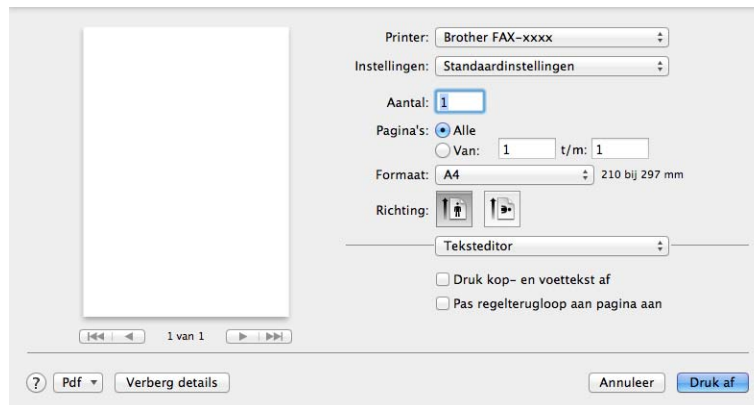 Printer: Brother FAX-xxxx
Instellingen: Standaardinstellingen
Aantal: 1
Pagina's: Alle
Van: 1 t/m: 1
Formaat: A4 210 bij 297 mm
Richting:
Teksteditor
Druk kop- en voettekst af
Pas regelterugloop aan pagina aan
1 van 1
? Pdf Verberg details Annuleer Druk af